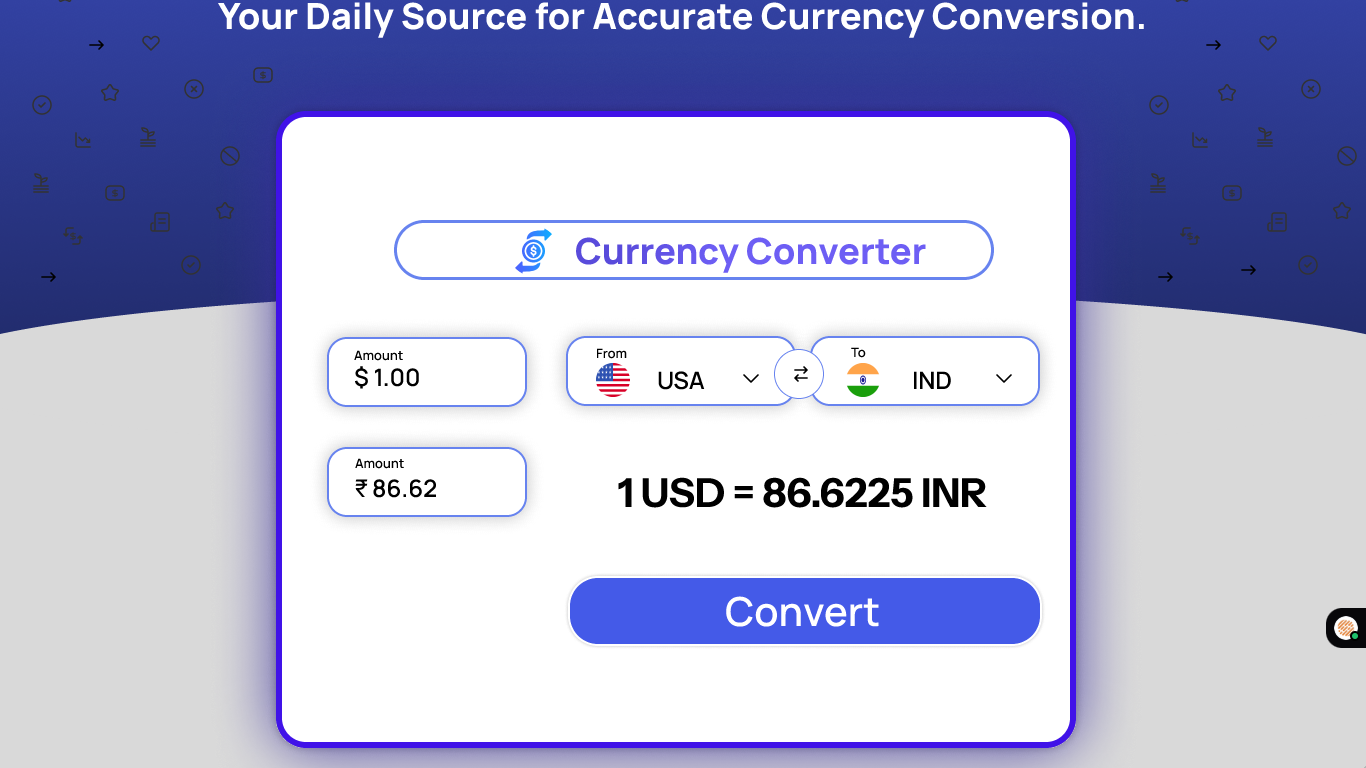 Your Daily Source for Accurate Currency Conversion.
Currency Converter
Amount
$ 1.00
From
USA
To
IND
Amount
₹ 86.62
1 USD = 86.6225 INR
Convert